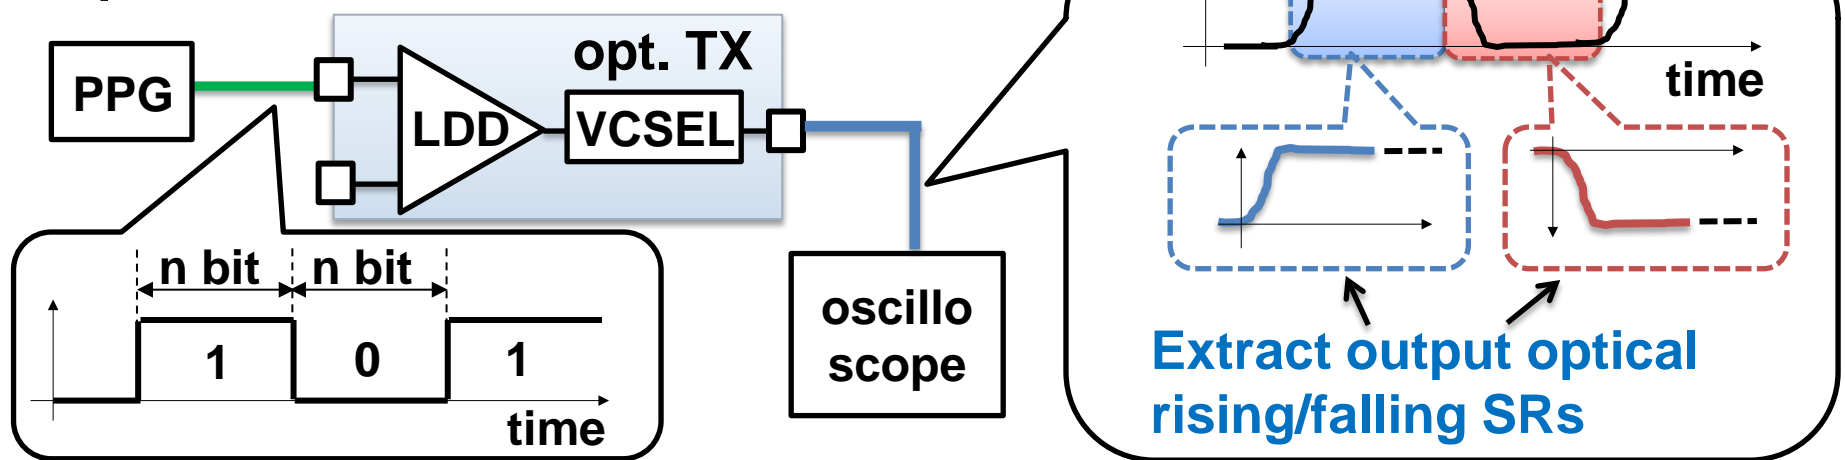 PPG
opt. TX
LDD
VCSEL
n bit n bit
1 0 1
time
oscillo
scope
time
Extract output optical
rising/falling SRs